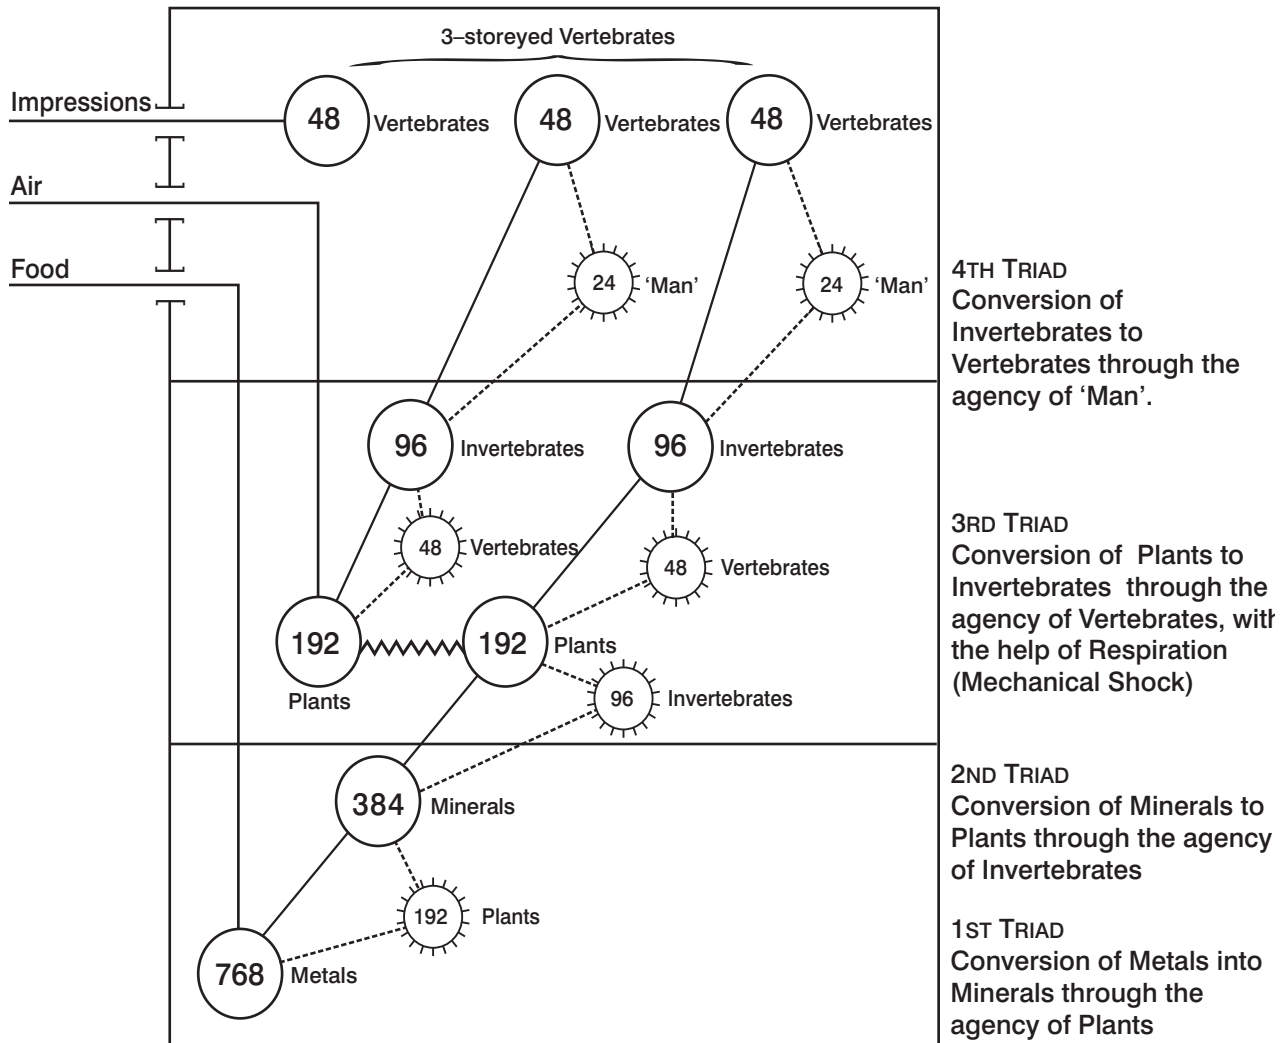 3–storeyed Vertebrates
Impressions
48 Vertebrates 48 Vertebrates 48 Vertebrates
Air
Food
24 ‘Man’ 24 ‘Man’
4TH TRIAD
Conversion of
Invertebrates to
Vertebrates through the
agency of ‘Man’.
96 Invertebrates 96 Invertebrates
48 Vertebrates 48 Vertebrates
3RD TRIAD
Conversion of Plants to
Invertebrates through the
agency of Vertebrates, with
the help of Respiration
(Mechanical Shock)
192 192 Plants
Plants
96 Invertebrates
2ND TRIAD
Conversion of Minerals to
Plants through the agency
of Invertebrates
384 Minerals
192 Plants
768 Metals
1ST TRIAD
Conversion of Metals into
Minerals through the
agency of Plants